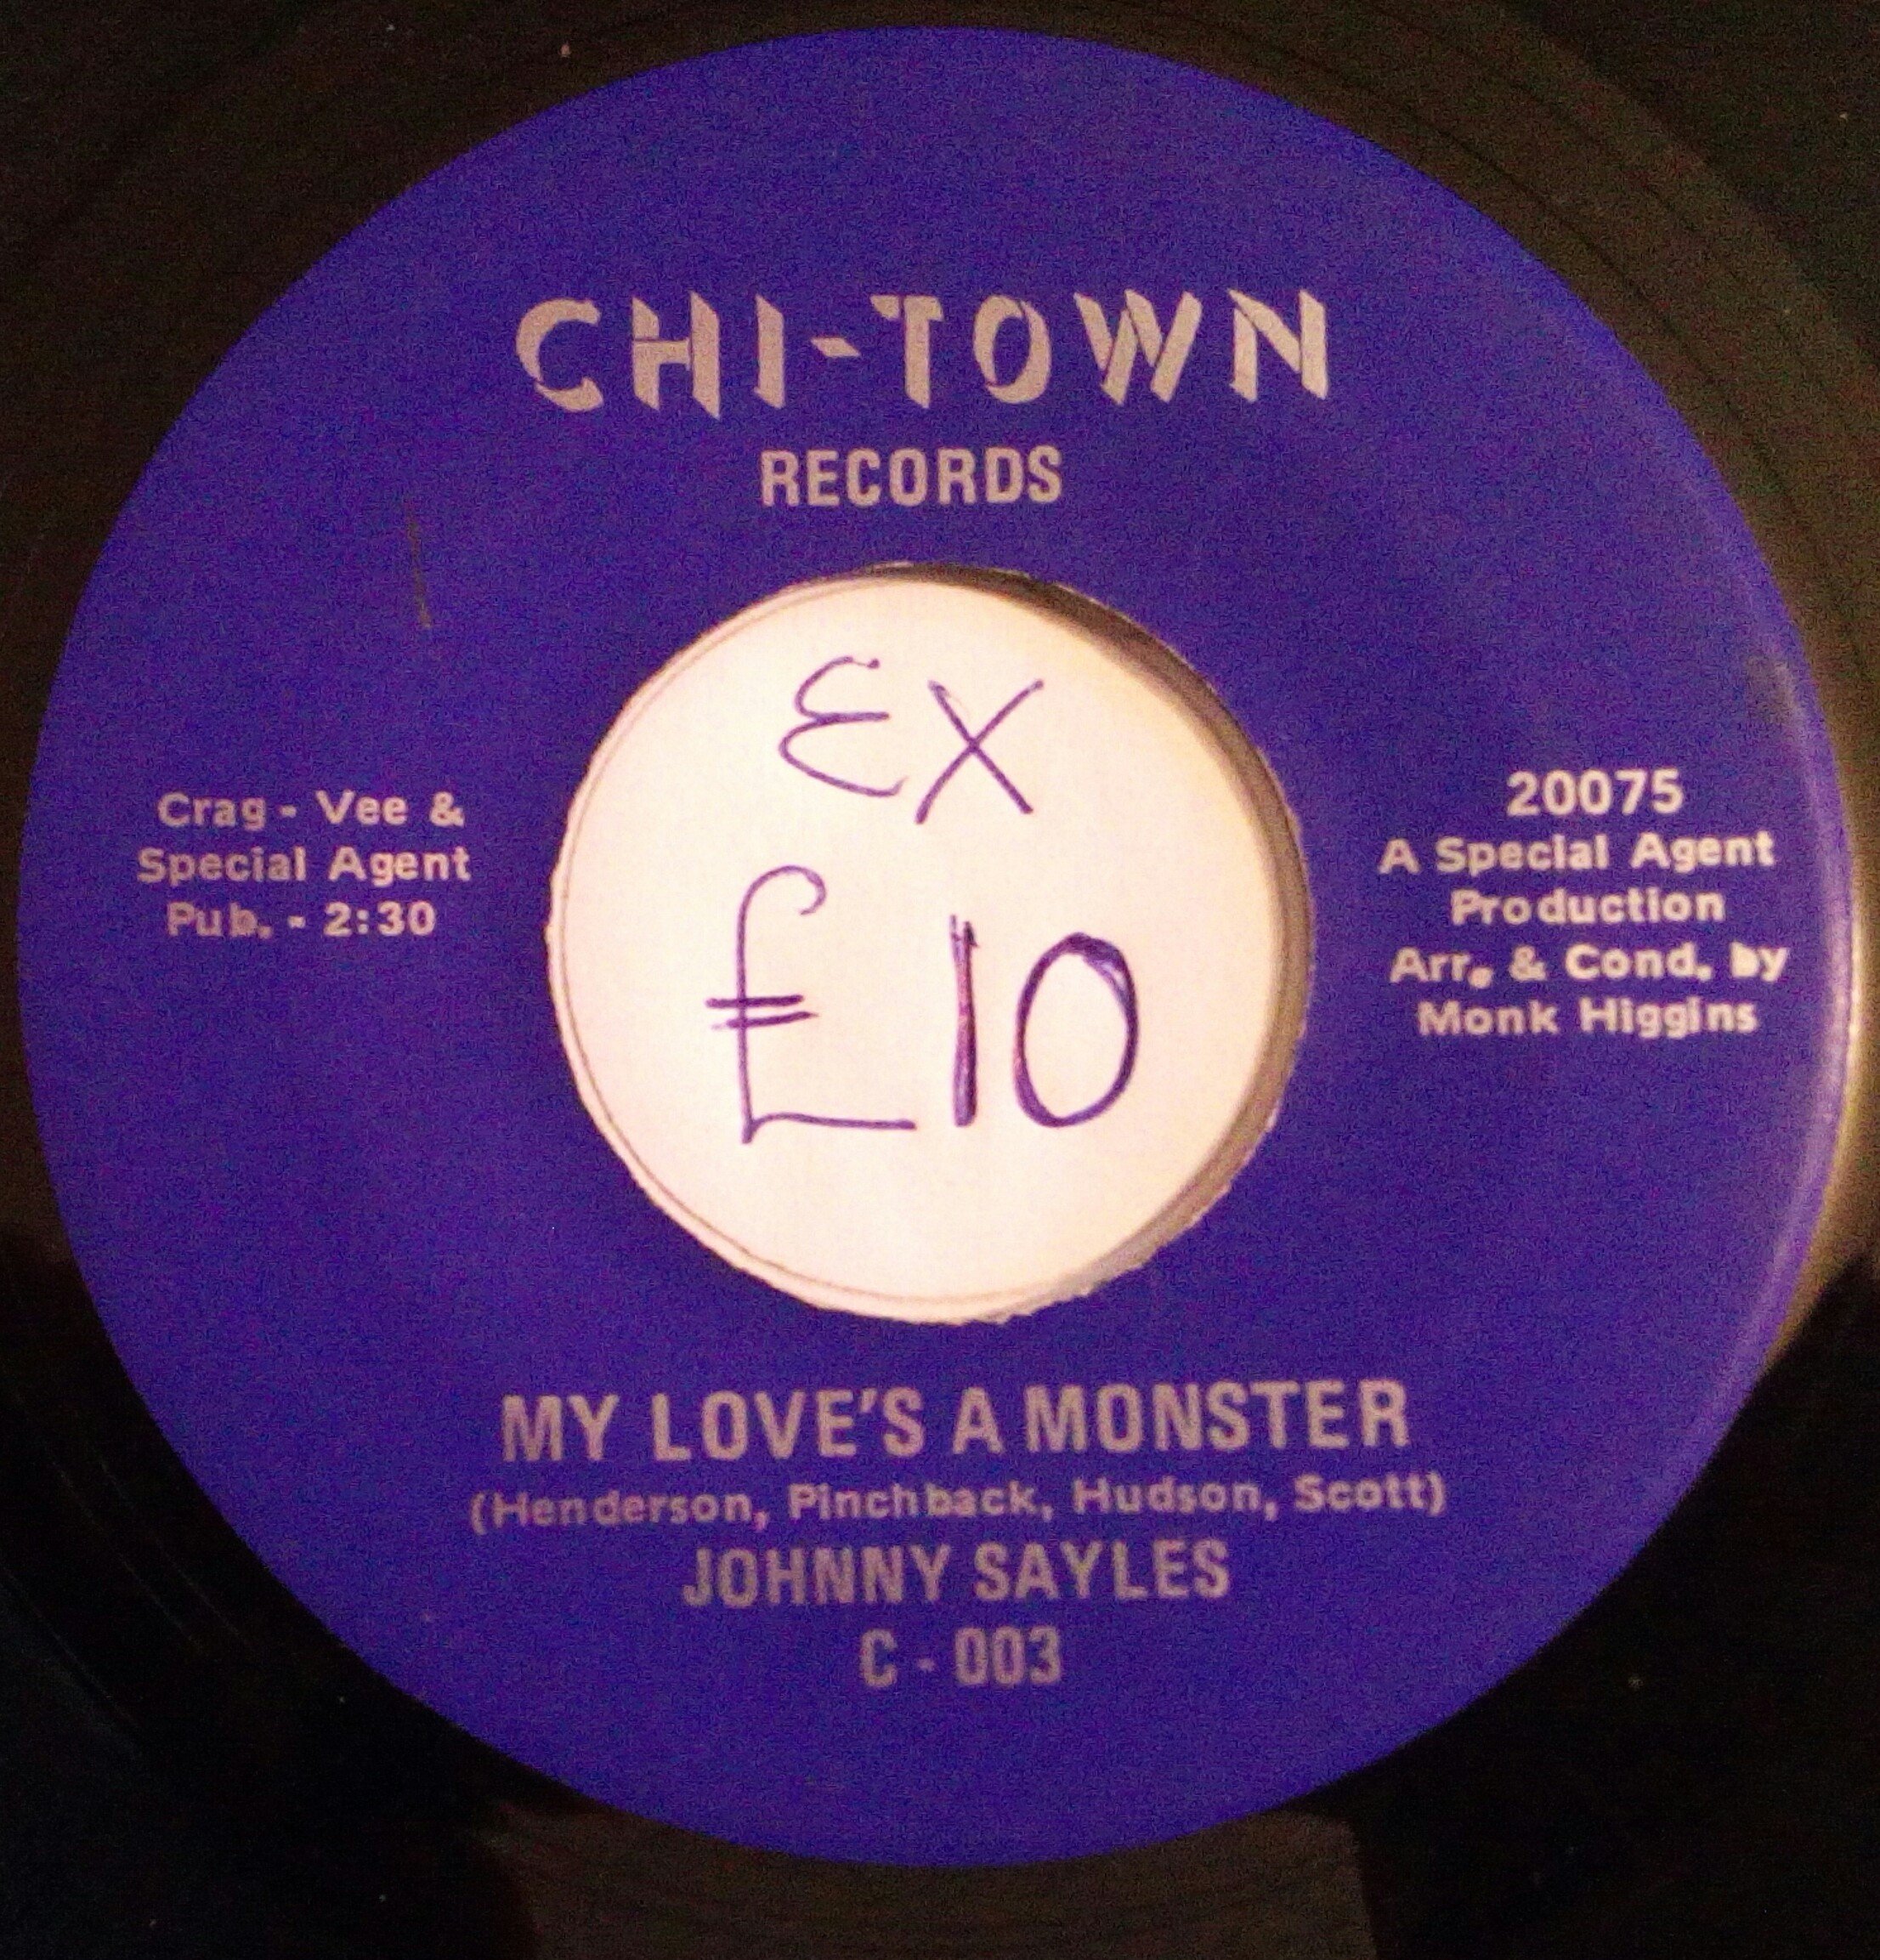 CHI-TOWN
RECORDS
EX
£10
Crag - Vee &
Special Agent
Pub. - 2:30
20075
A Special Agent
Production
Arr. & Cond. by
Monk Higgins
MY LOVE'S A MONSTER
(Henderson, Pinchback, Hudson, Scott)
JOHNNY SAYLES
C - 003